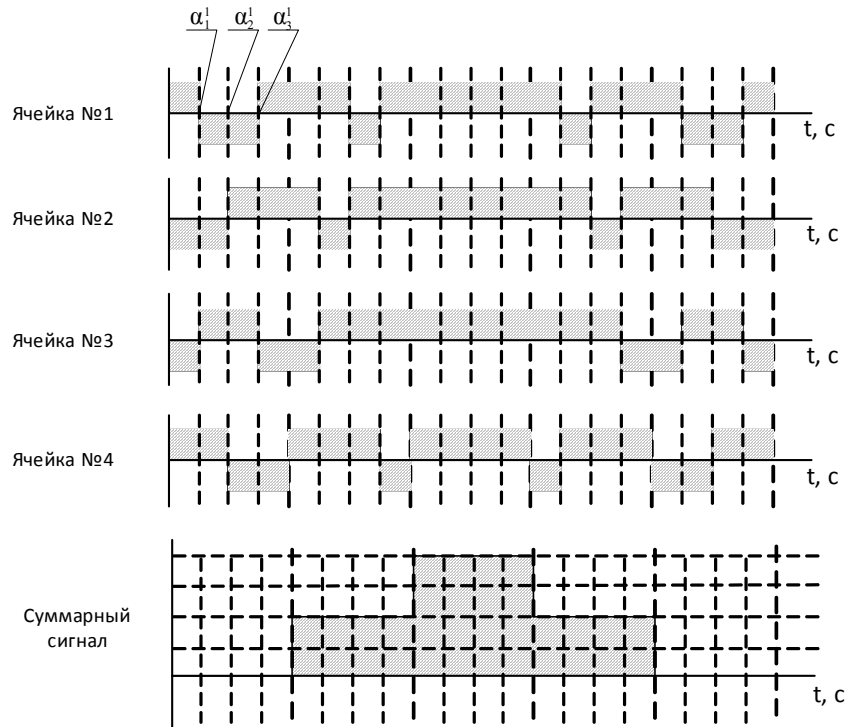 α₁¹ α₂¹ α₃¹
Ячейка №1
t, c
Ячейка №2
t, c
Ячейка №3
t, c
Ячейка №4
t, c
Суммарный
сигнал
t, c